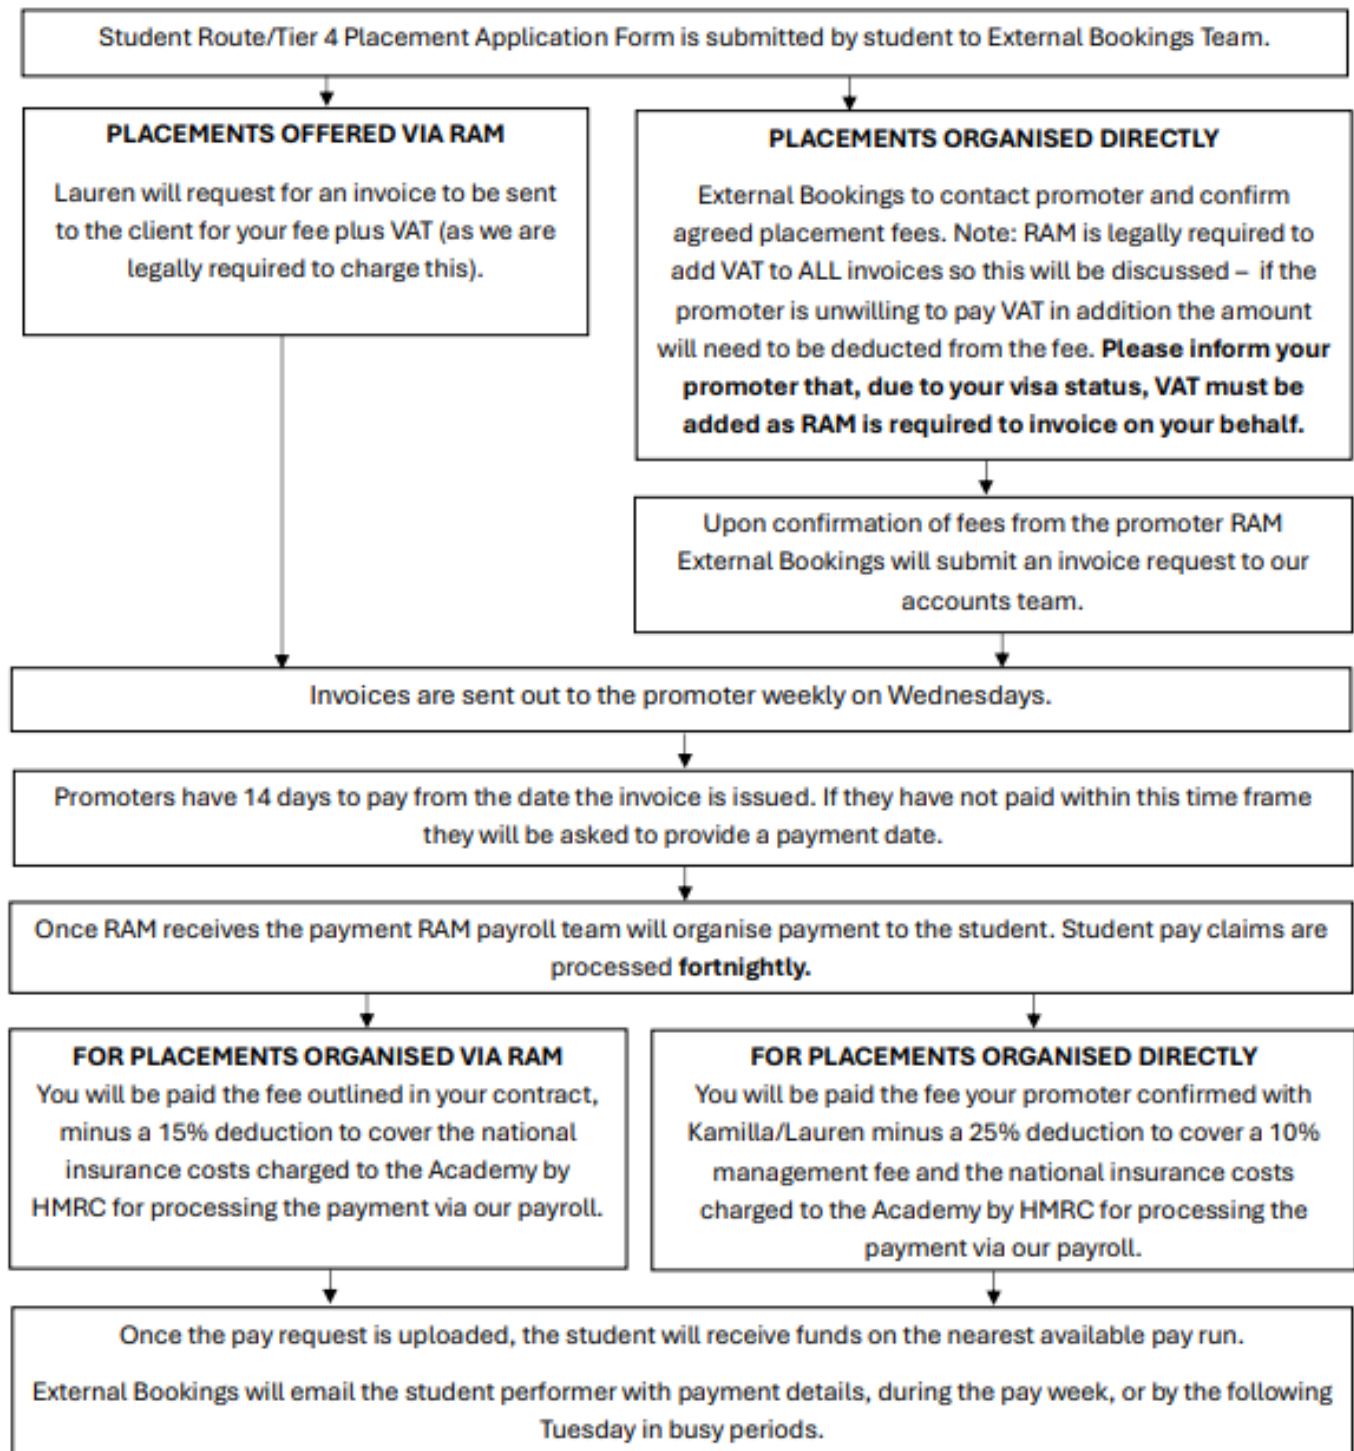 Student Route/Tier 4 Placement Application Form is submitted by student to External Bookings Team.
PLACEMENTS OFFERED VIA RAM
Lauren will request for an invoice to be sent
to the client for your fee plus VAT (as we are
legally required to charge this).
PLACEMENTS ORGANISED DIRECTLY
External Bookings to contact promoter and confirm
agreed placement fees. Note: RAM is legally required to
add VAT to ALL invoices so this will be discussed – if the
promoter is unwilling to pay VAT in addition the amount
will need to be deducted from the fee. Please inform your
promoter that, due to your visa status, VAT must be
added as RAM is required to invoice on your behalf.
Upon confirmation of fees from the promoter RAM
External Bookings will submit an invoice request to our
accounts team.
Invoices are sent out to the promoter weekly on Wednesdays.
Promoters have 14 days to pay from the date the invoice is issued. If they have not paid within this time frame
they will be asked to provide a payment date.
Once RAM receives the payment RAM payroll team will organise payment to the student. Student pay claims are
processed fortnightly.
FOR PLACEMENTS ORGANISED VIA RAM
You will be paid the fee outlined in your contract,
minus a 15% deduction to cover the national
insurance costs charged to the Academy by
HMRC for processing the payment via our payroll.
FOR PLACEMENTS ORGANISED DIRECTLY
You will be paid the fee your promoter confirmed with
Kamilla/Lauren minus a 25% deduction to cover a 10%
management fee and the national insurance costs
charged to the Academy by HMRC for processing the
payment via our payroll.
Once the pay request is uploaded, the student will receive funds on the nearest available pay run.
External Bookings will email the student performer with payment details, during the pay week, or by the following
Tuesday in busy periods.